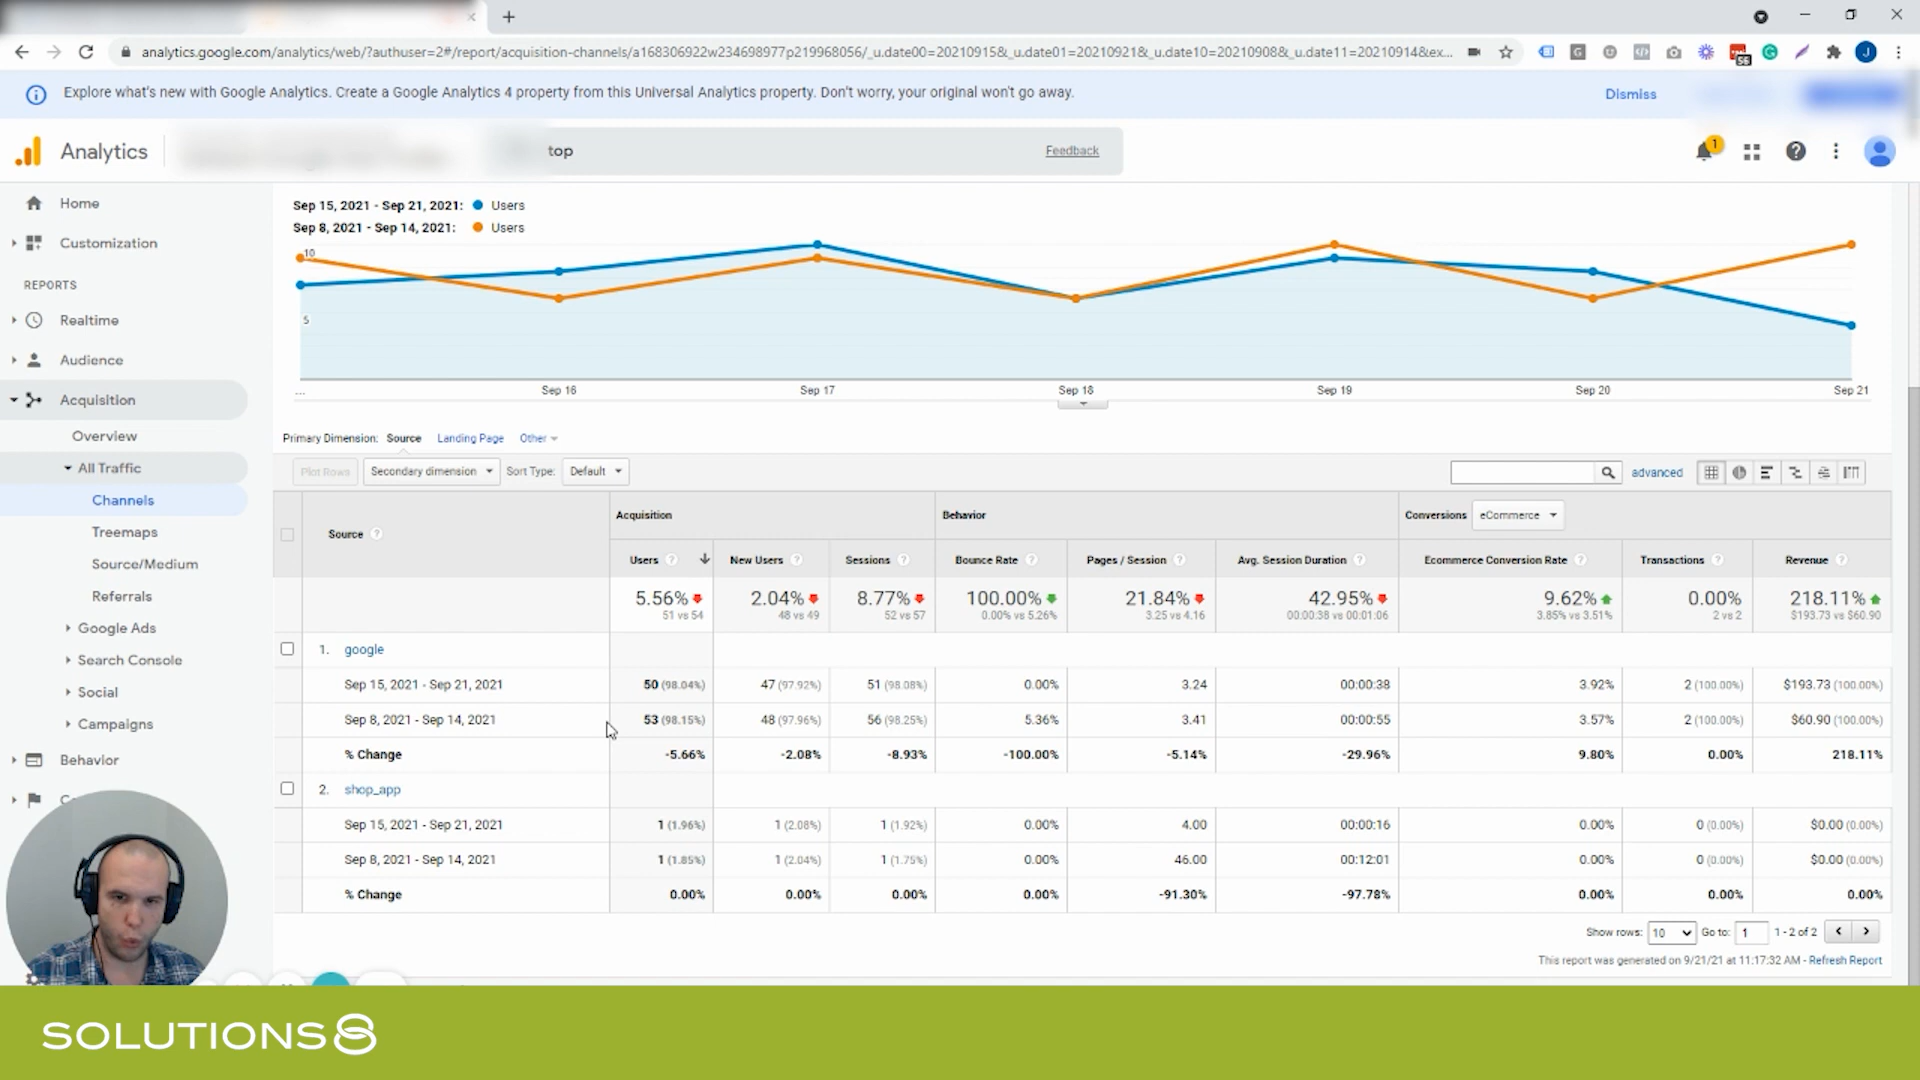 analytics.google.com/analytics/web/?authuser=2#/report/acquisition-channels/a168306922w234698977p219968056/_u.date00=20210915&_u.date01=20210921&_u.date10=20210908&_u.date11=20210914&ex...
56
J
Explore what's new with Google Analytics. Create a Google Analytics 4 property from this Universal Analytics property. Don't worry, your original won't go away.
Dismiss
Analytics
top
Feedback
1
Home
Customization
REPORTS
Realtime
Audience
Acquisition
Overview
All Traffic
Channels
Treemaps
Source/Medium
Referrals
Google Ads
Search Console
Social
Campaigns
Behavior
Sep 15, 2021 - Sep 21, 2021: Users
Sep 8, 2021 - Sep 14, 2021: Users
10
5
... Sep 16 Sep 17 Sep 18 Sep 19 Sep 20 Sep 21
Primary Dimension: Source Landing Page Other
Plot Rows Secondary dimension Sort Type: Default advanced
Source Acquisition Behavior Conversions eCommerce
Users New Users Sessions Bounce Rate Pages / Session Avg. Session Duration Ecommerce Conversion Rate Transactions Revenue
5.56% 2.04% 8.77% 100.00% 21.84% 42.95% 9.62% 0.00% 218.11%
51 vs 54 48 vs 49 52 vs 57 0.00% vs 5.26% 3.25 vs 4.16 00:00:38 vs 00:01:06 3.85% vs 3.51% 2 vs 2 $193.73 vs $60.90
1. google
Sep 15, 2021 - Sep 21, 2021 50 (98.04%) 47 (97.92%) 51 (98.08%) 0.00% 3.24 00:00:38 3.92% 2 (100.00%) $193.73 (100.00%)
Sep 8, 2021 - Sep 14, 2021 53 (98.15%) 48 (97.96%) 56 (98.25%) 5.36% 3.41 00:00:55 3.57% 2 (100.00%) $60.90 (100.00%)
% Change -5.66% -2.08% -8.93% -100.00% -5.14% -29.96% 9.80% 0.00% 218.11%
2. shop_app
Sep 15, 2021 - Sep 21, 2021 1 (1.96%) 1 (2.08%) 1 (1.92%) 0.00% 4.00 00:00:16 0.00% 0 (0.00%) $0.00 (0.00%)
Sep 8, 2021 - Sep 14, 2021 1 (1.85%) 1 (2.04%) 1 (1.75%) 0.00% 46.00 00:12:01 0.00% 0 (0.00%) $0.00 (0.00%)
% Change 0.00% 0.00% 0.00% 0.00% -91.30% -97.78% 0.00% 0.00% 0.00%
Show rows: 10 Go to: 1 1 - 2 of 2
This report was generated on 9/21/21 at 11:17:32 AM - Refresh Report
SOLUTIONS8